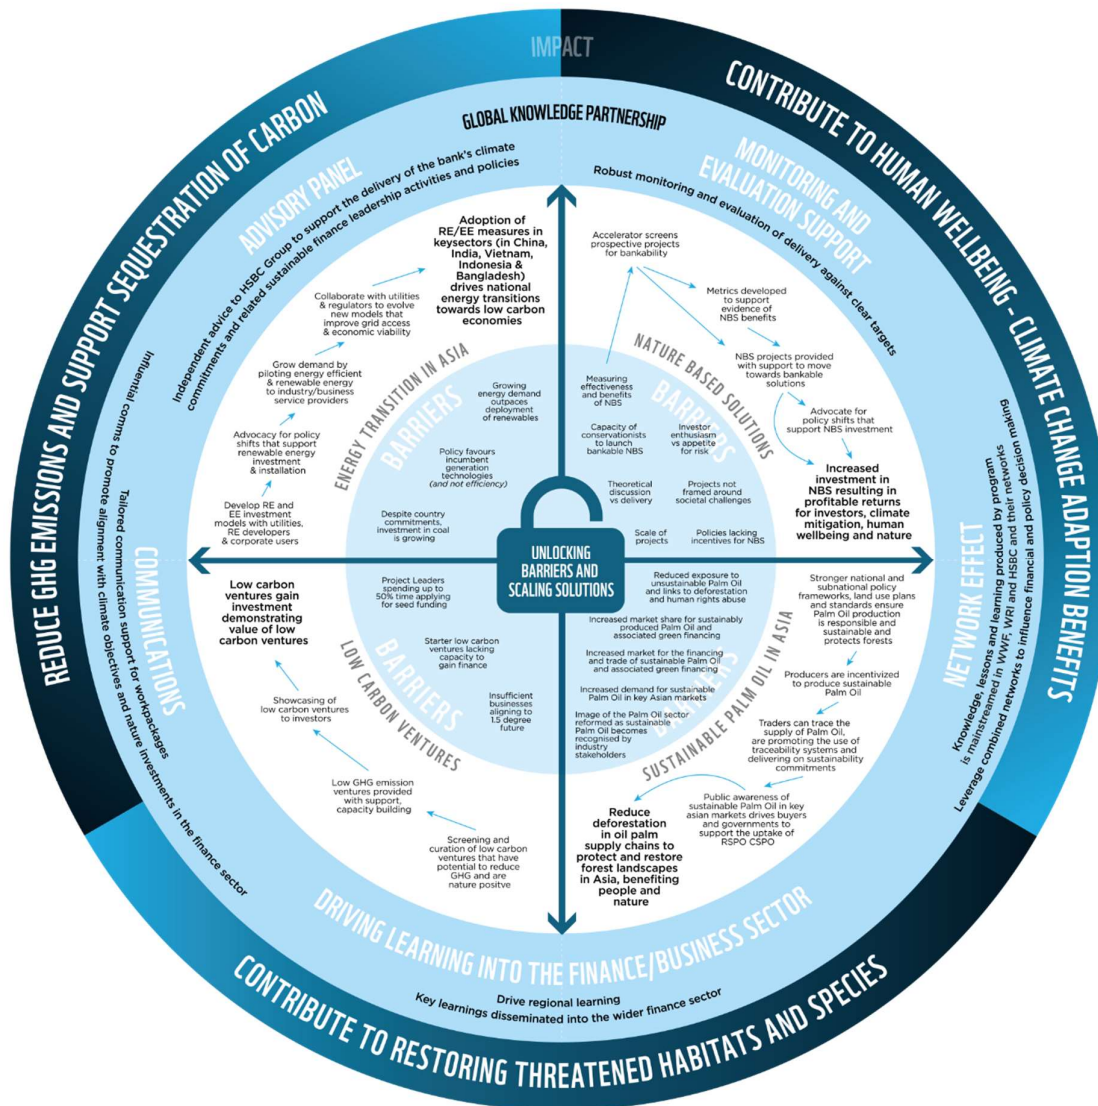 IMPACT
REDUCE GHG EMISSIONS AND SUPPORT SEQUESTRATION OF CARBON
CONTRIBUTE TO HUMAN WELLBEING - CLIMATE CHANGE ADAPTION BENEFITS
CONTRIBUTE TO RESTORING THREATENED HABITATS AND SPECIES
GLOBAL KNOWLEDGE PARTNERSHIP
ADVISORY PANEL
Independent advice to HSBC Group to support the delivery of the bank's climate
commitments and related sustainable finance leadership activities and policies
MONITORING AND
EVALUATION SUPPORT
Robust monitoring and evaluation of delivery against clear targets
NETWORK EFFECT
Knowledge, lessons and learning produced by program
is mainstreamed in WWF, WRI and HSBC and their networks
Leverage combined networks to influence financial and policy decision making
COMMUNICATIONS
Tailored communication support for workpackages
Influential comms to promote alignment with climate objectives and nature investments in the finance sector
DRIVING LEARNING INTO THE FINANCE/BUSINESS SECTOR
Drive regional learning
Key learnings disseminated into the wider finance sector
ENERGY TRANSITION IN ASIA
Adoption of
RE/EE measures in
keysectors (in China,
India, Vietnam,
Indonesia &
Bangladesh)
drives national
energy transitions
towards low carbon
economies
Collaborate with utilities
& regulators to evolve
new models that
improve grid access
& economic viability
Grow demand by
piloting energy efficient
& renewable energy
to industry/business
service providers
Advocacy for policy
shifts that support
renewable energy
investment
& installation
Develop RE and
EE investment
models with utilities,
RE developers
& corporate users
BARRIERS
Growing
energy demand
outpaces
deployment
of renewables
Policy favours
incumbent
generation
technologies
(and not efficiency)
Despite country
commitments,
investment in coal
is growing
NATURE BASED SOLUTIONS
Accelerator screens
prospective projects
for bankability
Metrics developed
to support
evidence of
NBS benefits
NBS projects provided
with support to move
towards bankable
solutions
Advocate for
policy shifts that
support NBS investment
Increased
investment in
NBS resulting in
profitable returns
for investors, climate
mitigation, human
wellbeing and nature
BARRIERS
Measuring
effectiveness
and benefits
of NBS
Capacity of
conservationists
to launch
bankable NBS
Investor
enthusiasm
vs appetite
for risk
Theoretical
discussion
vs delivery
Projects not
framed around
societal challenges
Scale of
projects
Policies lacking
incentives for NBS
UNLOCKING
BARRIERS AND
SCALING SOLUTIONS
LOW CARBON VENTURES
Low carbon
ventures gain
investment
demonstrating
value of low
carbon ventures
Showcasing of
low carbon ventures
to investors
Low GHG emission
ventures provided
with support,
capacity building
Screening and
curation of low carbon
ventures that have
potential to reduce
GHG and are
nature positve
BARRIERS
Project Leaders
spending up to
50% time applying
for seed funding
Starter low carbon
ventures lacking
capacity to
gain finance
Insufficient
businesses
aligning to
1.5 degree
future
SUSTAINABLE PALM OIL IN ASIA
BARRIERS
Reduced exposure to
unsustainable Palm Oil
and links to deforestation
and human rights abuse
Increased market share for sustainably
produced Palm Oil and
associated green financing
Increased market for the financing
and trade of sustainable Palm Oil
and associated green financing
Increased demand for sustainable
Palm Oil in key Asian markets
Image of the Palm Oil sector
reformed as sustainable
Palm Oil becomes
recognised by
industry
stakeholders
Stronger national and
subnational policy
frameworks, land use plans
and standards ensure
Palm Oil production
is responsible and
sustainable and
protects forests
Producers are incentivized
to produce sustainable
Palm Oil
Traders can trace the
supply of Palm Oil,
are promoting the use of
traceability systems and
delivering on sustainability
commitments
Public awareness of
sustainable Palm Oil in key
asian markets drives buyers
and governments to
support the uptake of
RSPO CSPO
Reduce
deforestation
in oil palm
supply chains to
protect and restore
forest landscapes
in Asia, benefiting
people and
nature